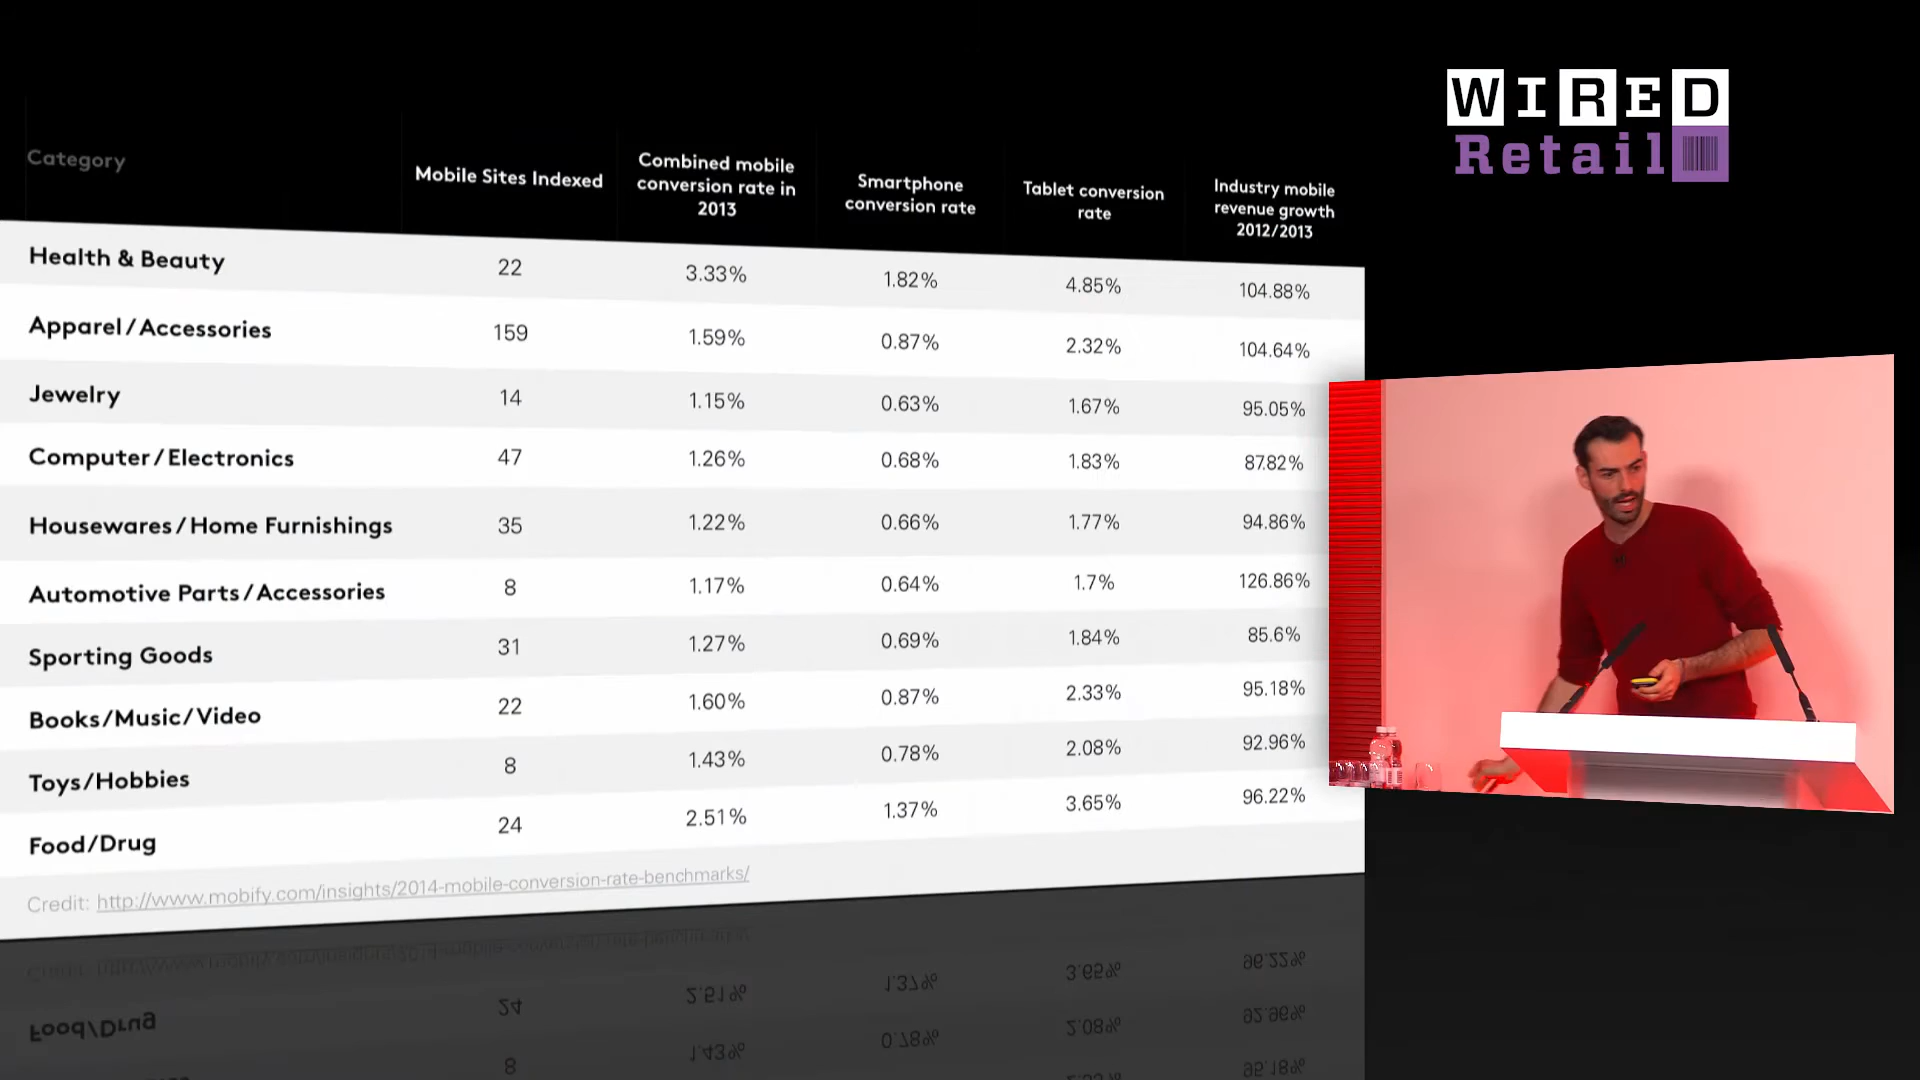 WIRED
Retail
Category
Mobile Sites Indexed
Combined mobile
conversion rate in
2013
Smartphone
conversion rate
Tablet conversion
rate
Industry mobile
revenue growth
2012/2013
Health & Beauty 22 3.33% 1.82% 4.85% 104.88%
Apparel/Accessories 159 1.59% 0.87% 2.32% 104.64%
Jewelry 14 1.15% 0.63% 1.67% 95.05%
Computer/Electronics 47 1.26% 0.68% 1.83% 87.82%
Housewares/Home Furnishings 35 1.22% 0.66% 1.77% 94.86%
Automotive Parts/Accessories 8 1.17% 0.64% 1.7% 126.86%
Sporting Goods 31 1.27% 0.69% 1.84% 85.6%
Books/Music/Video 22 1.60% 0.87% 2.33% 95.18%
Toys/Hobbies 8 1.43% 0.78% 2.08% 92.96%
Food/Drug 24 2.51% 1.37% 3.65% 96.22%
Credit: http://www.mobify.com/insights/2014-mobile-conversion-rate-benchmarks/